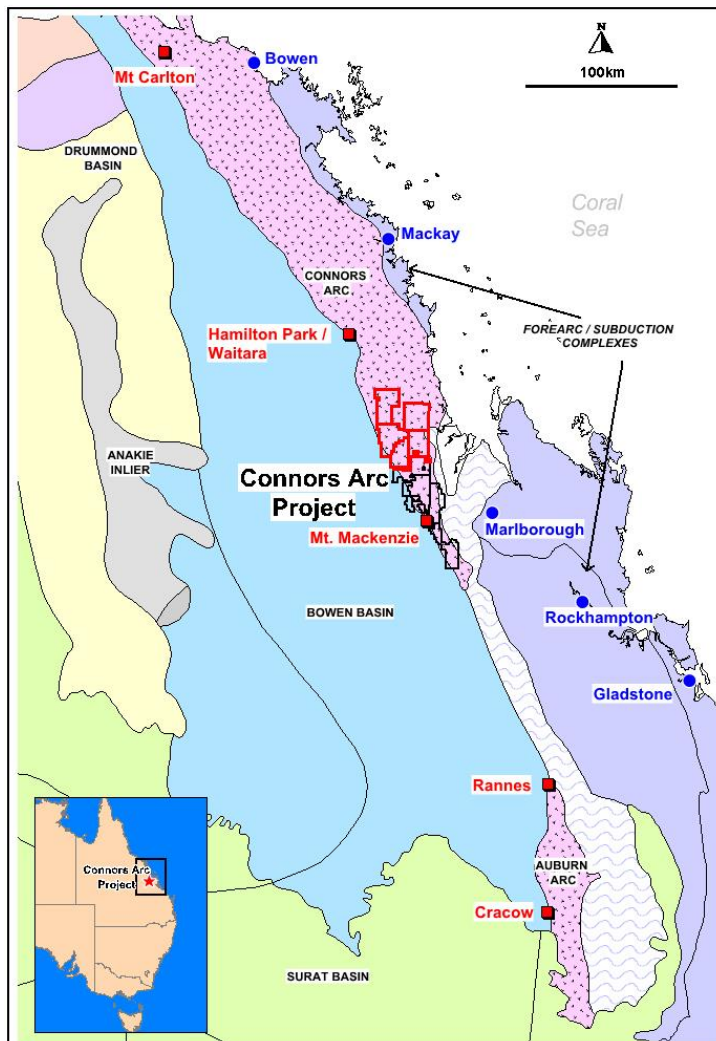 N
100km
Mt Carlton
Bowen
DRUMMOND
BASIN
Coral
Sea
Mackay
CONNORS
ARC
FOREARC / SUBDUCTION
COMPLEXES
Hamilton Park /
Waitara
ANAKIE
INLIER
Connors Arc
Project
Mt. Mackenzie
Marlborough
BOWEN BASIN
Rockhampton
Gladstone
Rannes
AUBURN
ARC
Cracow
SURAT BASIN
Connors Arc
Project